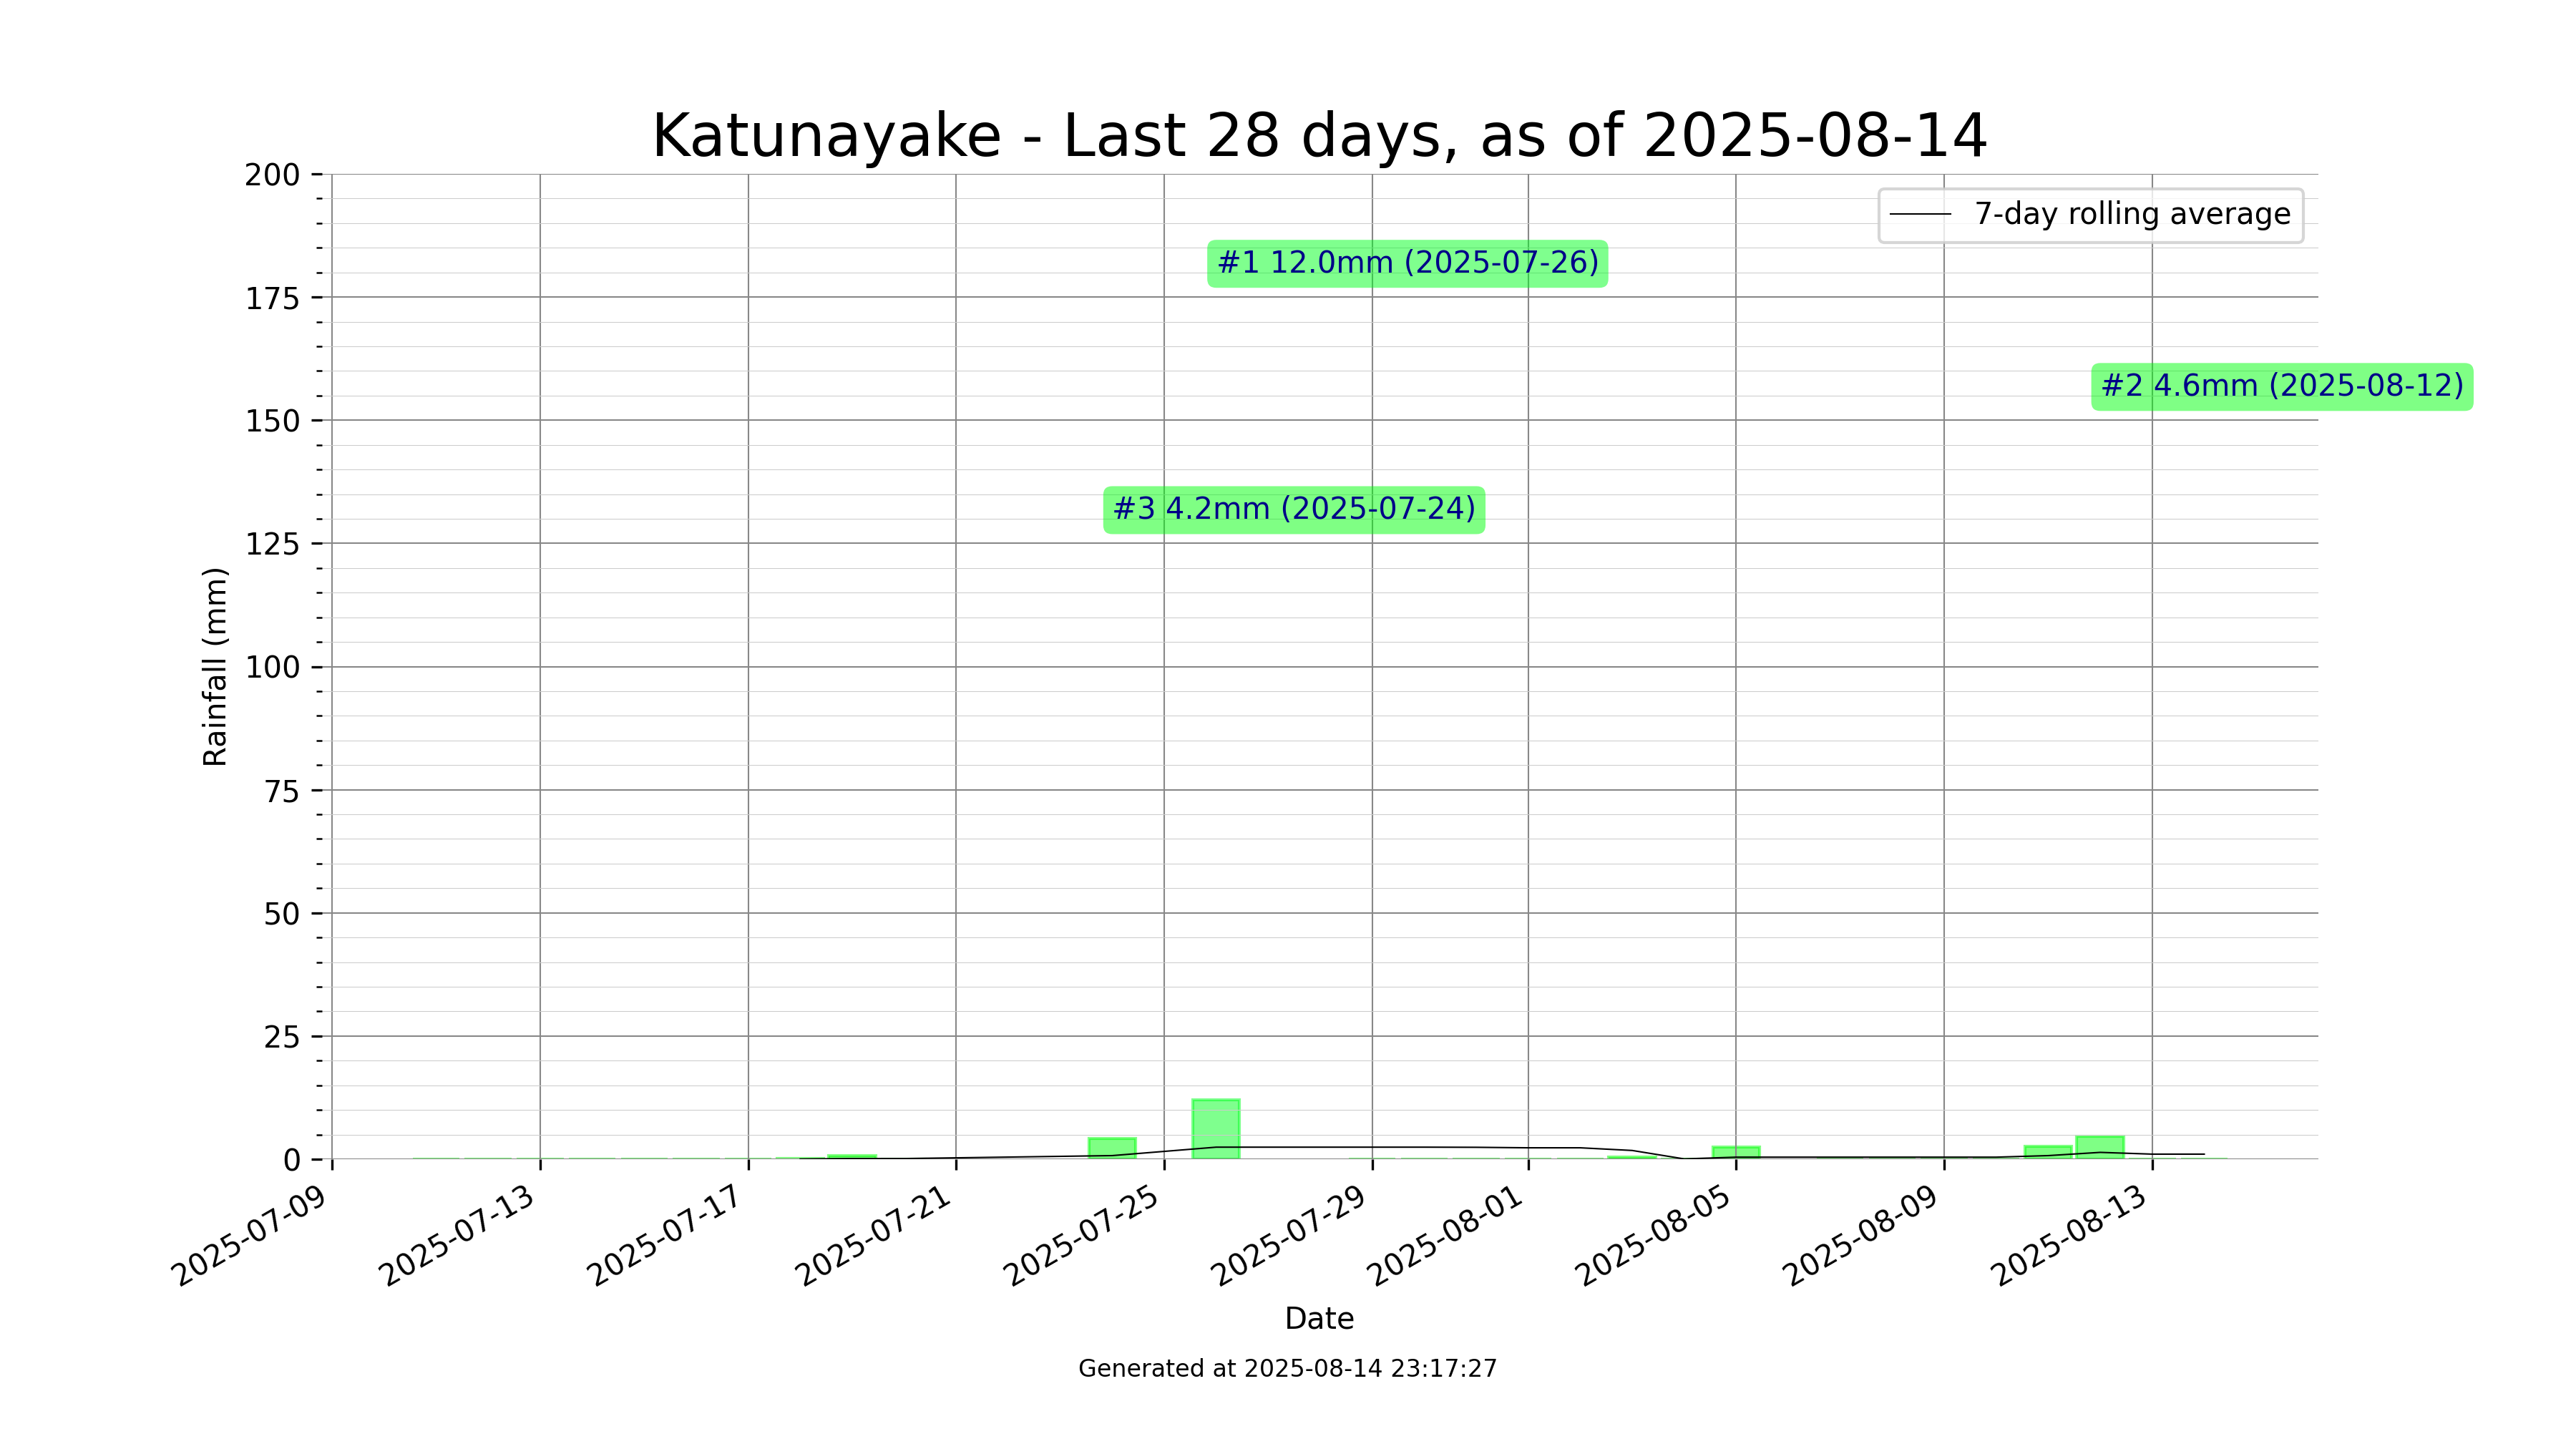 Katunayake - Last 28 days, as of 2025-08-14
7-day rolling average
#1 12.0mm (2025-07-26)
#2 4.6mm (2025-08-12)
#3 4.2mm (2025-07-24)
Rainfall (mm)
200
175
150
125
100
75
50
25
0
2025-07-09
2025-07-13
2025-07-17
2025-07-21
2025-07-25
2025-07-29
2025-08-01
2025-08-05
2025-08-09
2025-08-13
Date
Generated at 2025-08-14 23:17:27